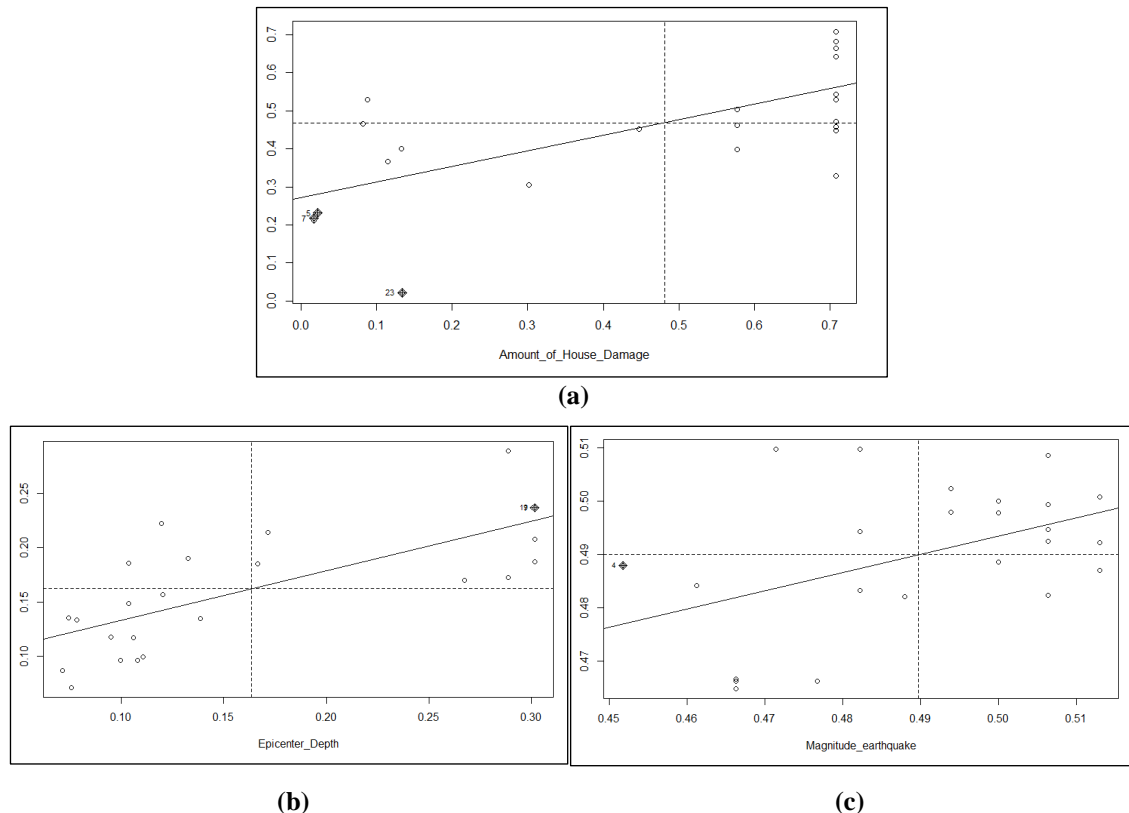 0.7
0.6
0.5
0.4
0.3
0.2
0.1
0.0
5
7
23
0.0 0.1 0.2 0.3 0.4 0.5 0.6 0.7
Amount_of_House_Damage
(a)
0.25
0.20
0.15
0.10
0.10 0.15 0.20 0.25 0.30
Epicenter_Depth
(b)
0.51
0.50
0.49
0.48
0.47
4
0.45 0.46 0.47 0.48 0.49 0.50 0.51
Magnitude_earthquake
(c)